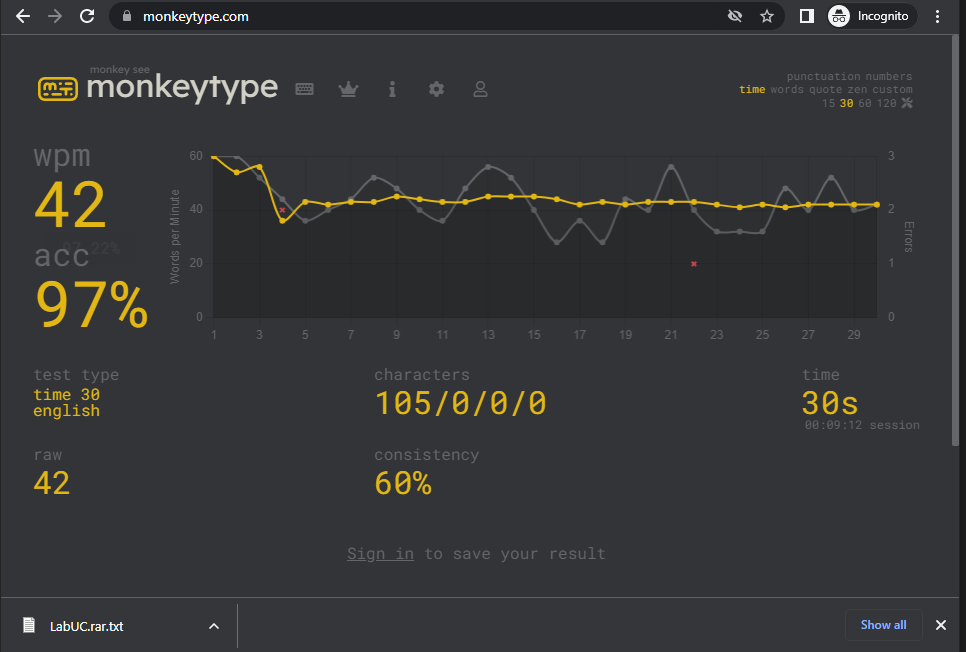 monkeytype.com
Incognito
monkey see
monkeytype
punctuation numbers
time words quote zen custom
15 30 60 120
wpm
42
97.22%
acc
97%
60
40
20
0
Words per Minute
3
2
1
0
Errors
1 3 5 7 9 11 13 15 17 19 21 23 25 27 29
test type
time 30
english
characters
105/0/0/0
time
30s
00:09:12 session
raw
42
consistency
60%
Sign in to save your result
LabUC.rar.txt
Show all